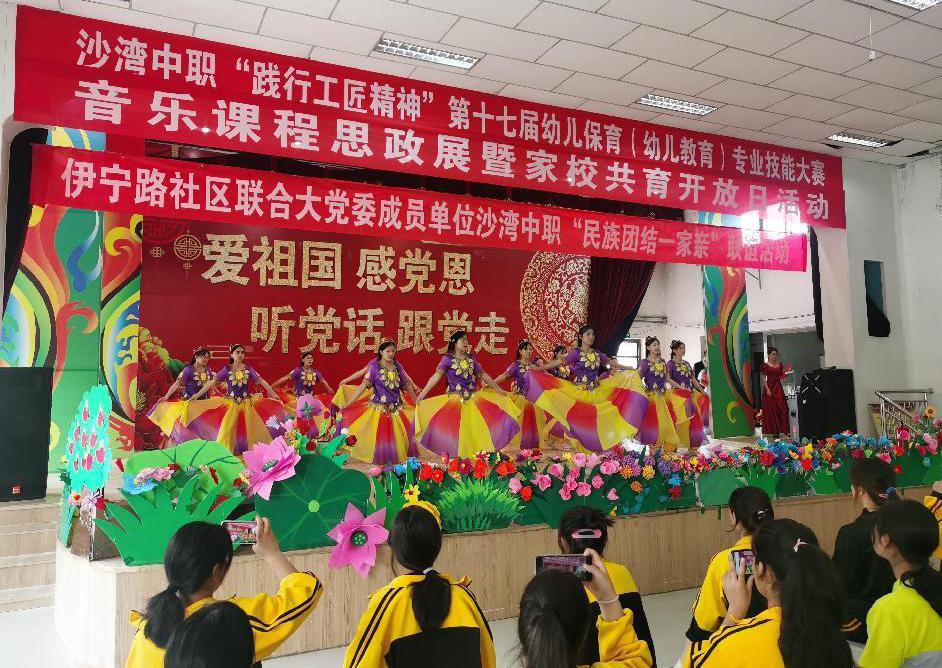 沙湾中职“践行工匠精神”第十七届幼儿保育（幼儿教育）专业技能大赛
音乐课程思政展暨家校共育开放日活动
伊宁路社区联合大党委成员单位沙湾中职“民族团结一家亲”联谊活动
爱祖国 感党恩
听党话 跟党走